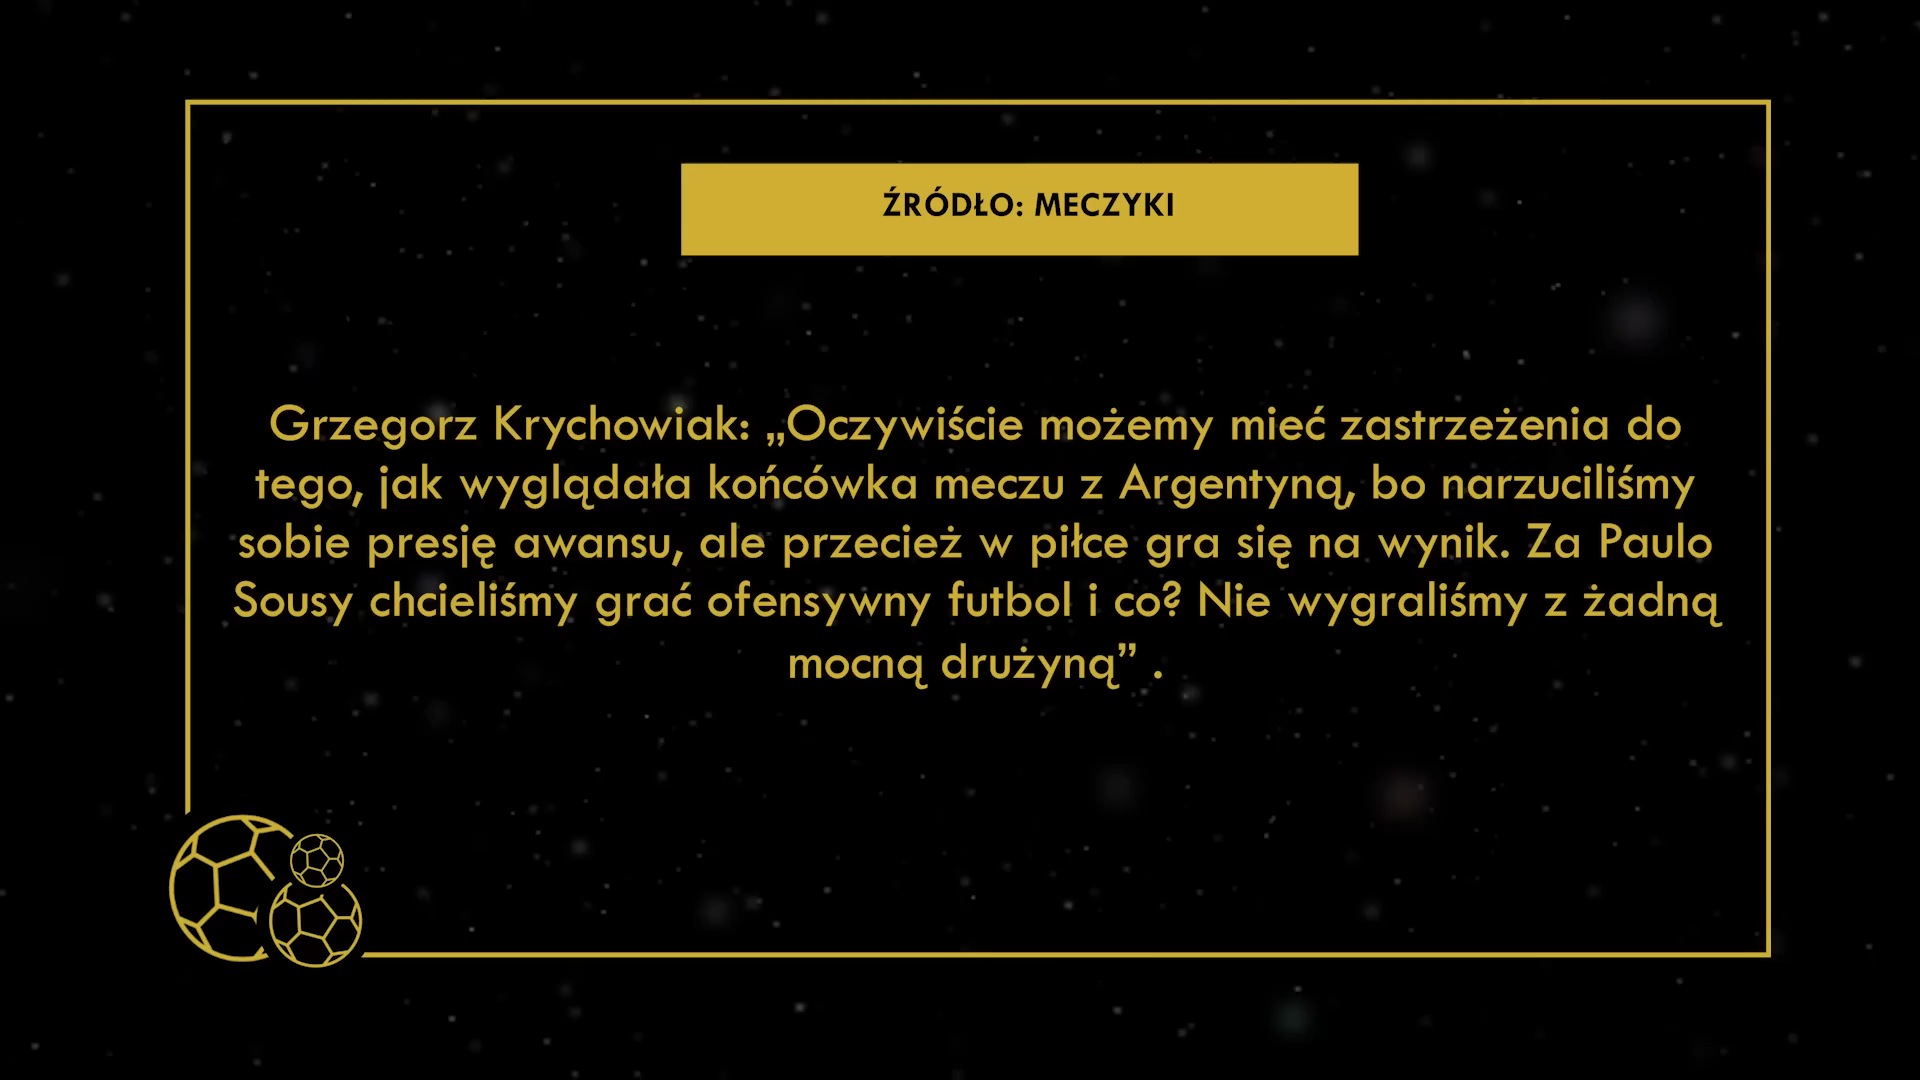 ŹRÓDŁO: MECZYKI
Grzegorz Krychowiak: „Oczywiście możemy mieć zastrzeżenia do
tego, jak wyglądała końcówka meczu z Argentyną, bo narzuciliśmy
sobie presję awansu, ale przecież w piłce gra się na wynik. Za Paulo
Sousy chcieliśmy grać ofensywny futbol i co? Nie wygraliśmy z żadną
mocną drużyną” .